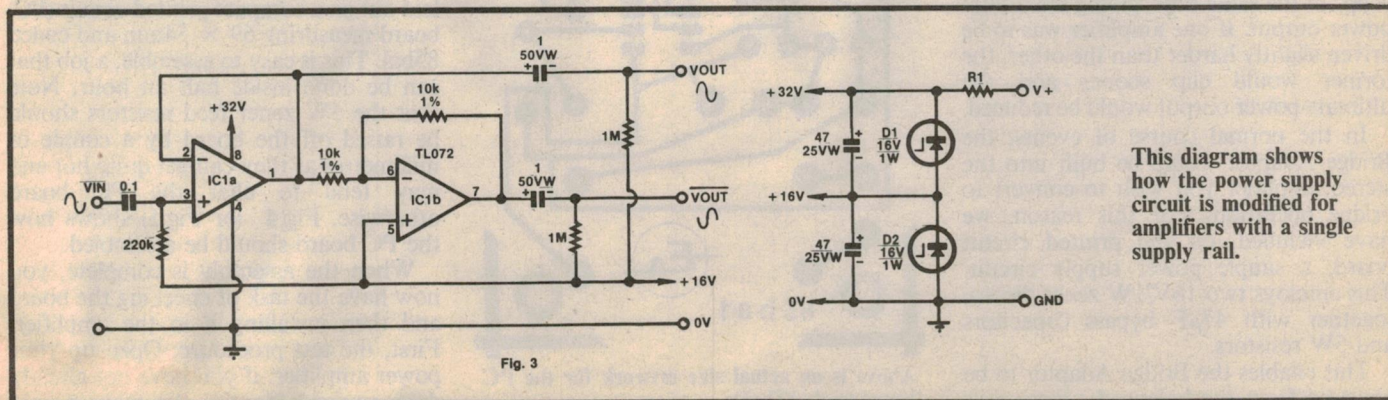 +32V
2
−
8
IC1a
1
3
+
VIN
0.1
220k
10k
1%
10k
1%
6
−
TL072
IC1b
7
5
+
1
50VW
+
−
VOUT
1M
1
50VW
+
−
VOUT
1M
+16V
0V
Fig. 3
+32V
R1
V+
47
25VW
+
−
D1
16V
1W
+16V
47
25VW
+
−
D2
16V
1W
0V
GND
This diagram shows
how the power supply
circuit is modified for
amplifiers with a single
supply rail.